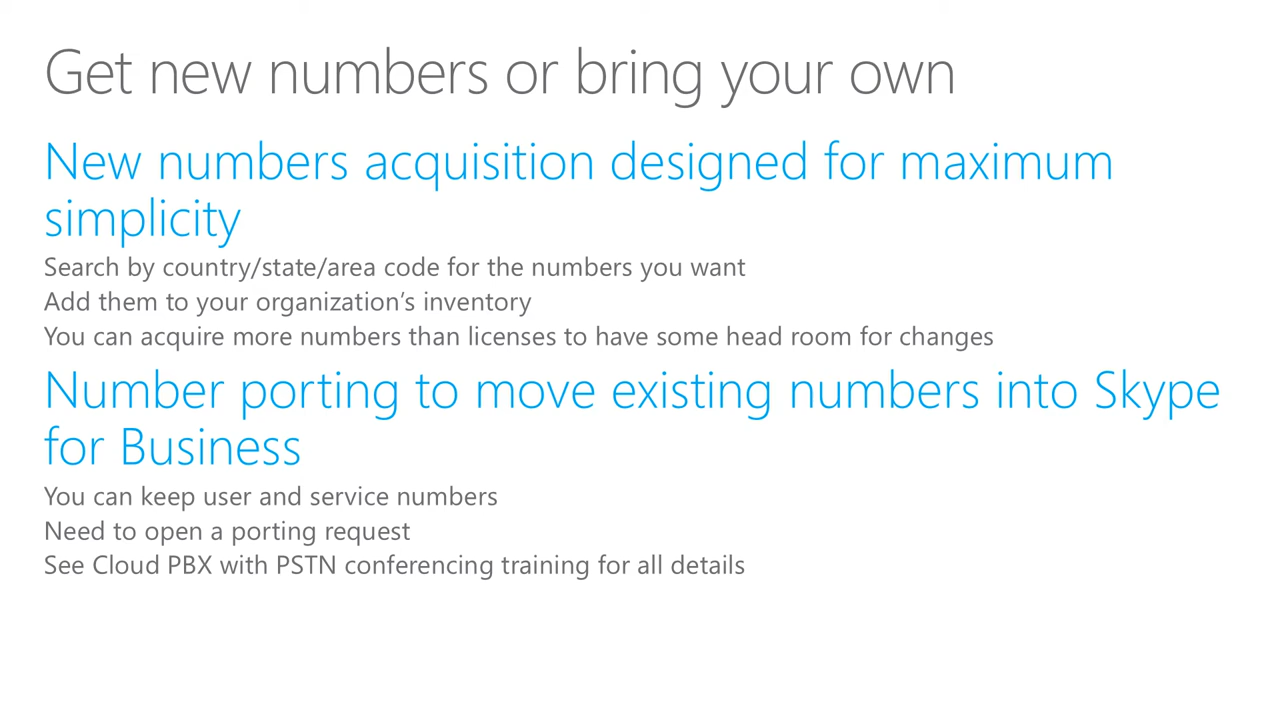 Get new numbers or bring your own
New numbers acquisition designed for maximum
simplicity
Search by country/state/area code for the numbers you want
Add them to your organization's inventory
You can acquire more numbers than licenses to have some head room for changes
Number porting to move existing numbers into Skype
for Business
You can keep user and service numbers
Need to open a porting request
See Cloud PBX with PSTN conferencing training for all details